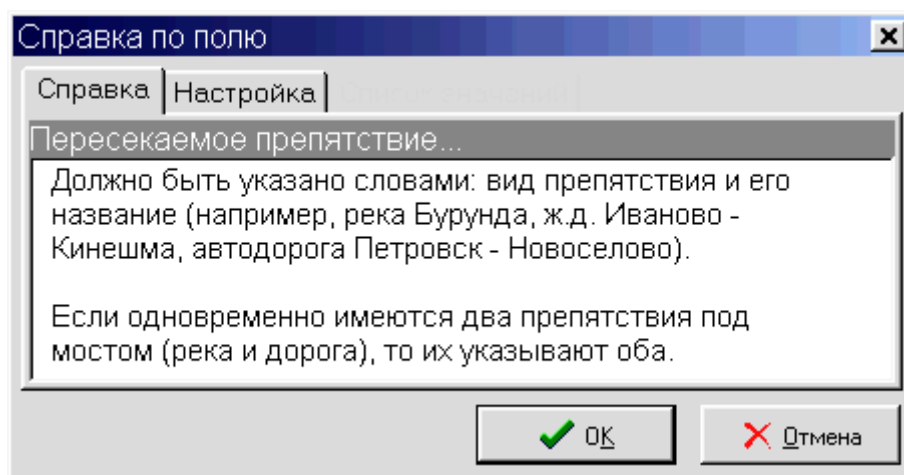 Справка по полю
Справка Настройка Список значений
Пересекаемое препятствие...
Должно быть указано словами: вид препятствия и его
название (например, река Бурунда, ж.д. Иваново -
Кинешма, автодорога Петровск - Новоселово).
Если одновременно имеются два препятствия под
мостом (река и дорога), то их указывают оба.
OK Отмена